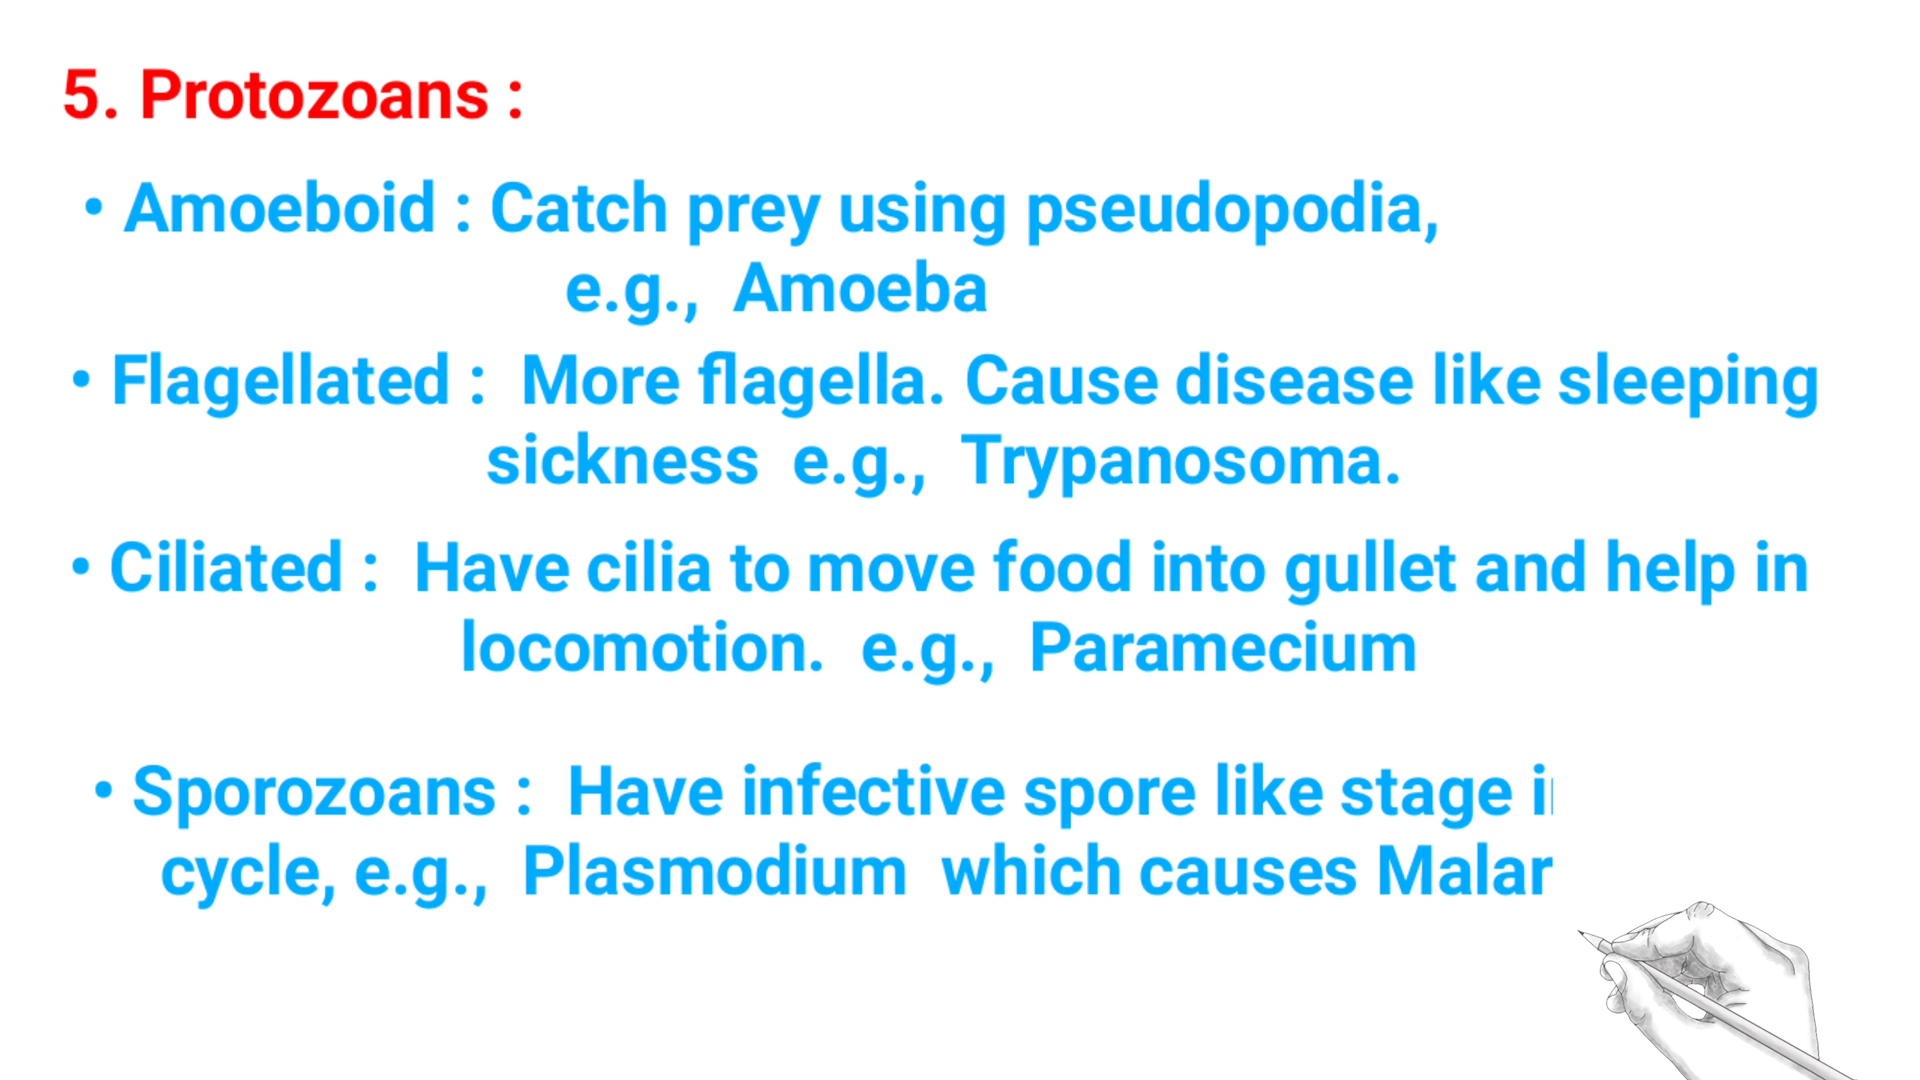 5. Protozoans :
• Amoeboid : Catch prey using pseudopodia,
e.g., Amoeba
• Flagellated : More flagella. Cause disease like sleeping
sickness e.g., Trypanosoma.
• Ciliated : Have cilia to move food into gullet and help in
locomotion. e.g., Paramecium
• Sporozoans : Have infective spore like stage
cycle, e.g., Plasmodium which causes Malar